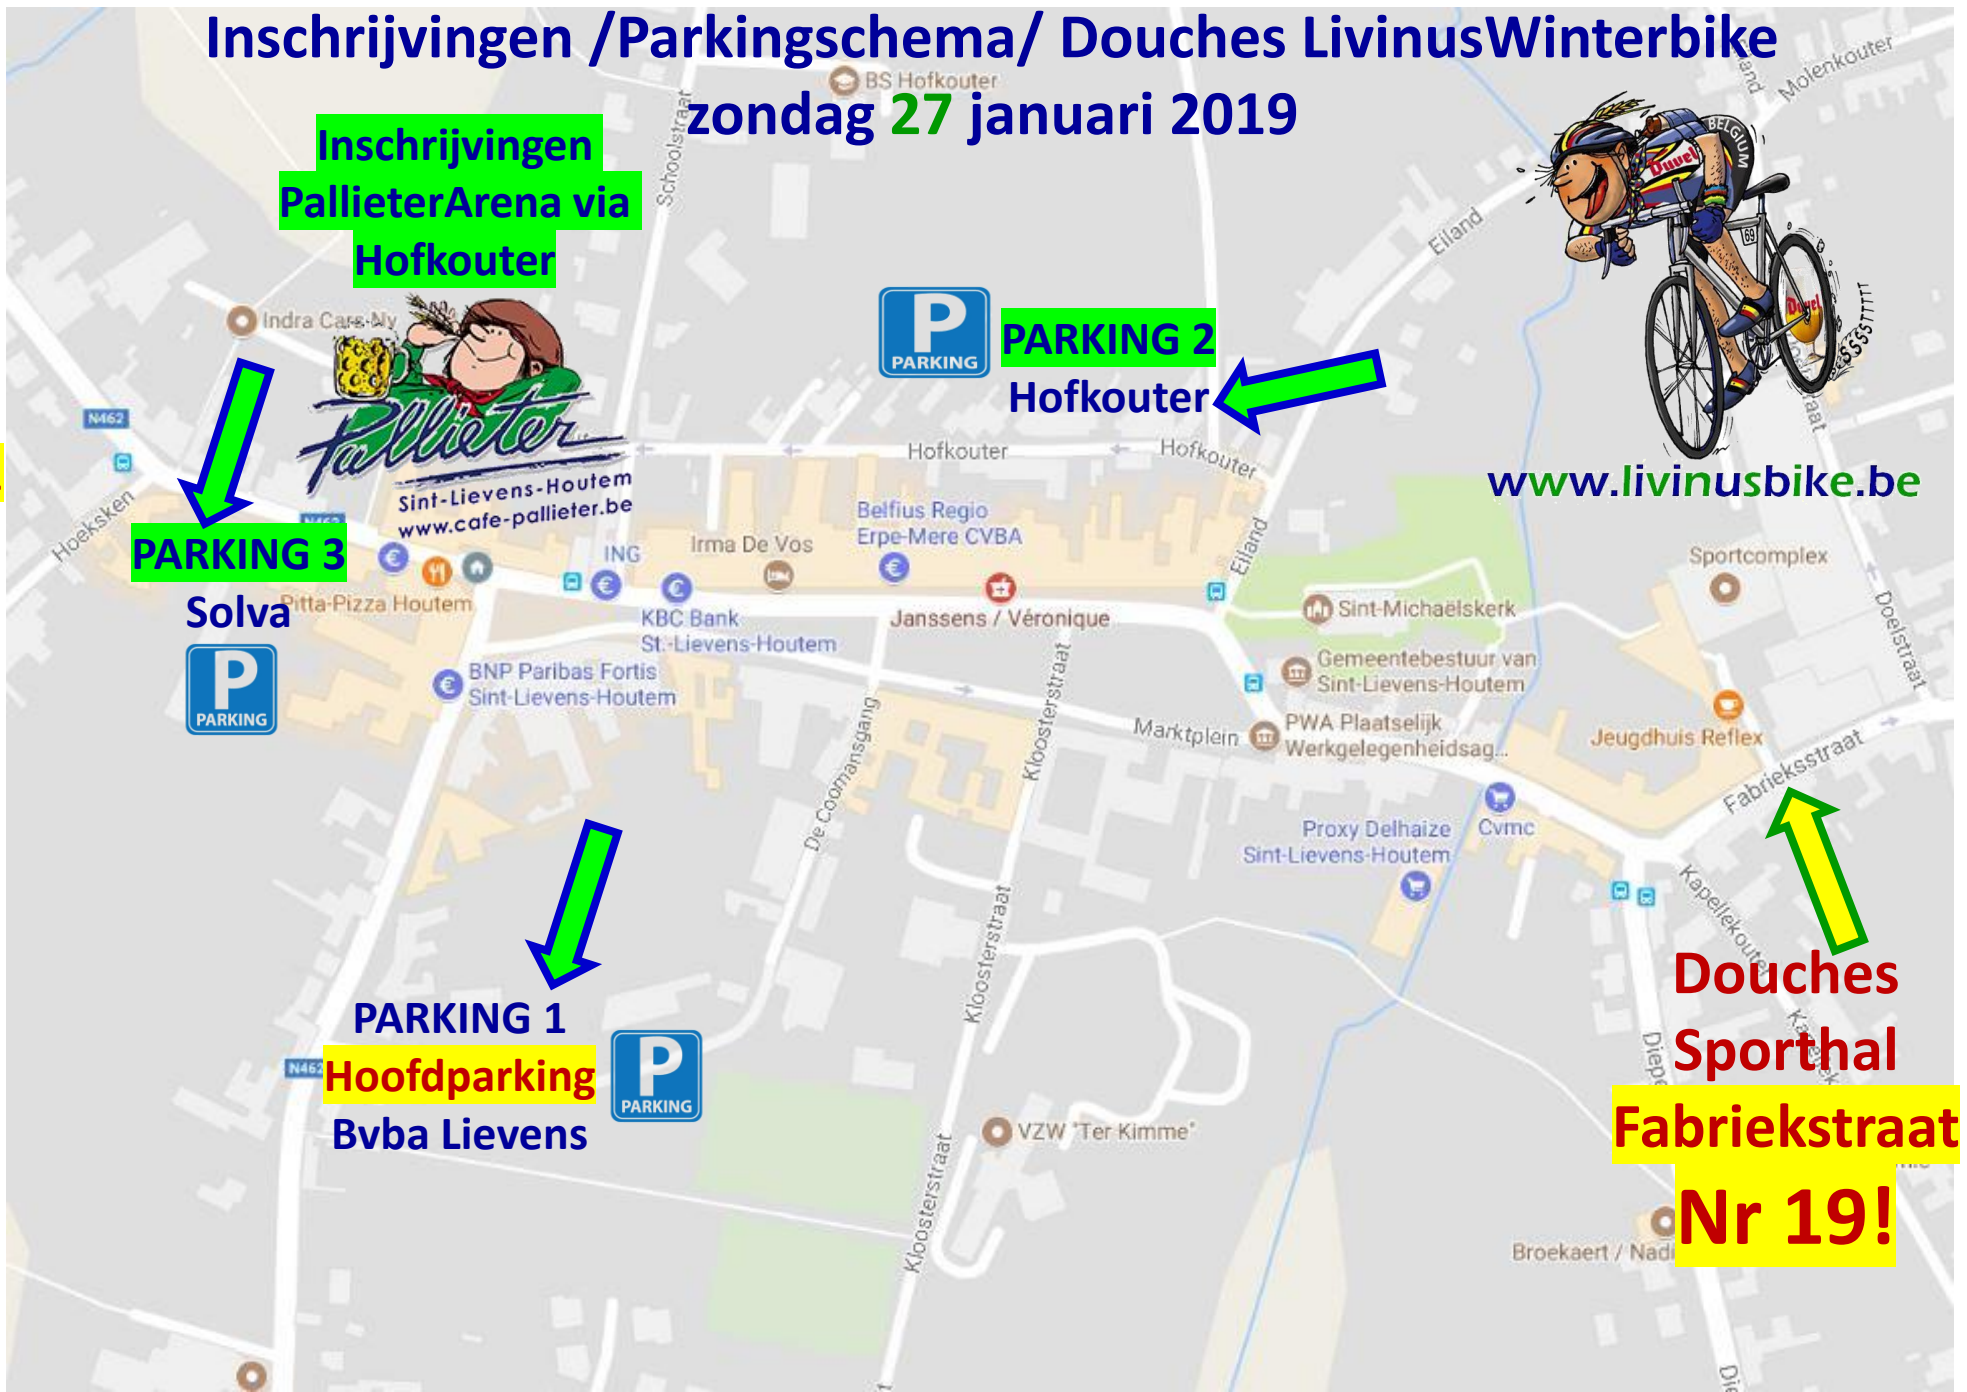 Inschrijvingen /Parkingschema/ Douches LivinusWinterbike
zondag 27 januari 2019
BS Hofkouter
Molenkouter
Schoolstraat
Inschrijvingen
PallieterArena via
Hofkouter
BELGIUM
Duvel
69
Duvel
Eiland
Indra Cars-Ny
P
PARKING
PARKING 2
Hofkouter
N462
Pallieter
Sint-Lievens-Houtem
www.cafe-pallieter.be
Hofkouter
Hofkouter
www.livinusbike.be
Hoeksken
N462
PARKING 3
Solva
P
PARKING
Pitta-Pizza Houtem
ING
Irma De Vos
Belfius Regio
Erpe-Mere CVBA
Eiland
Sportcomplex
KBC Bank
St.-Lievens-Houtem
Janssens / Véronique
Sint-Michaëlskerk
Doelstraat
BNP Paribas Fortis
Sint-Lievens-Houtem
Gemeentebestuur van
Sint-Lievens-Houtem
Kloosterstraat
De Coomansgang
Marktplein
PWA Plaatselijk
Werkgelegenheidsag...
Jeugdhuis Reflex
Fabrieksstraat
Proxy Delhaize
Sint-Lievens-Houtem
Cvmc
Kapellekouter
Kloosterstraat
PARKING 1
Hoofdparking
Bvba Lievens
P
PARKING
N462
Douches
Sporthal
Fabriekstraat
Nr 19!
VZW "Ter Kimme"
Kloosterstraat
Broekaert / Nadi